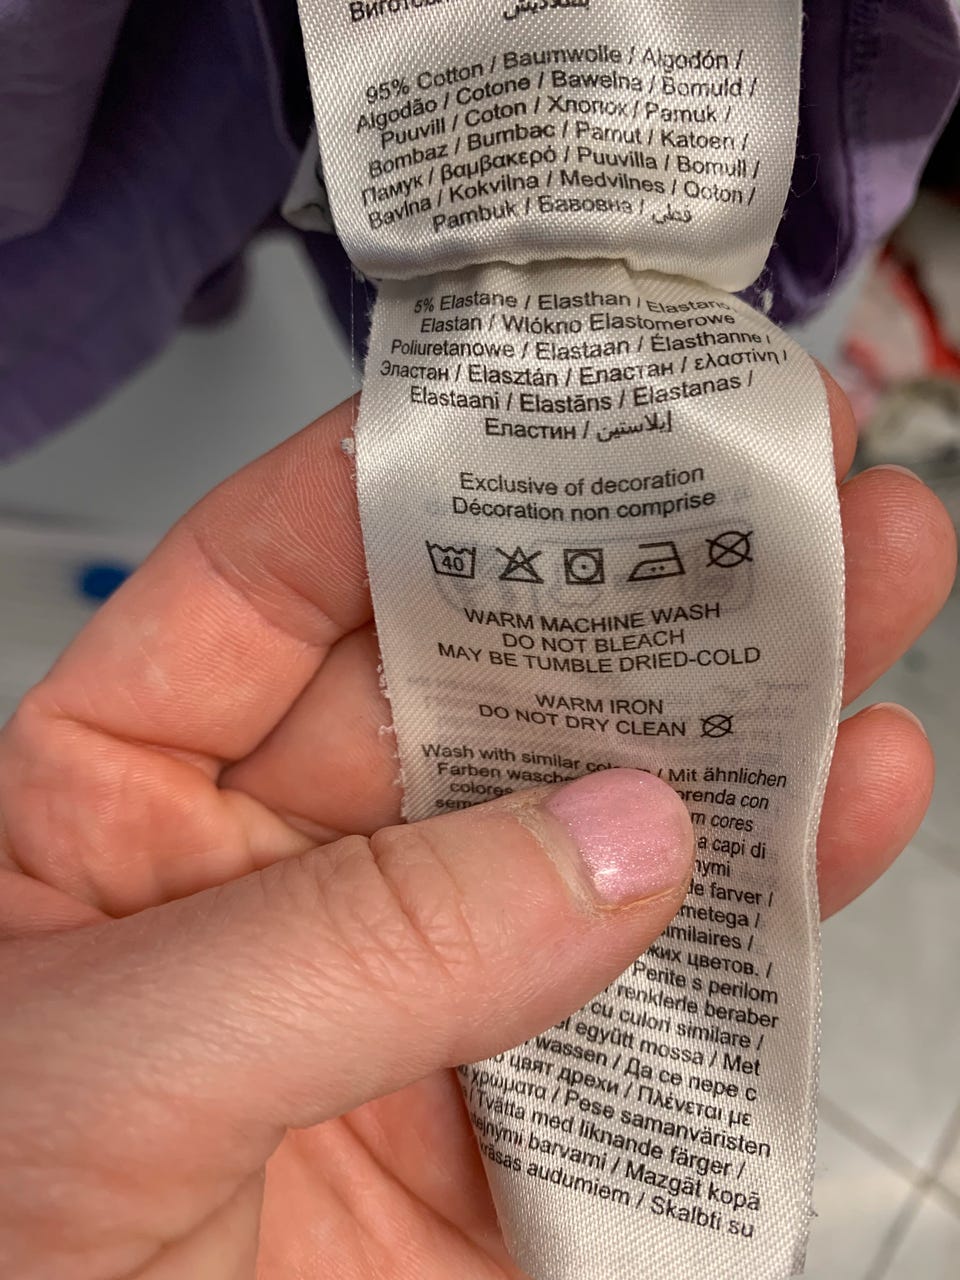 95% Cotton / Baumwolle / Algodón /
Algodão / Cotone / Bawełna / Bomuld /
Puuvill / Coton / Хлопок / Pamuk /
Bombaz / Bumbac / Pamut / Katoen /
Памук / βαμβακερό / Puuvilla / Bomull /
Bavlna / Kokvilna / Medvilnes / Qoton /
Pambuk / Бавовна / قطن
5% Elastane / Elasthan / Elastano
Elastan / Włókno Elastomerowe
Poliuretanowe / Elastaan / Élasthanne /
Эластан / Elasztán / Еластан / ελαστίνη /
Elastaani / Elastāns / Elastanas /
Еластин / إيلاستين
Exclusive of decoration
Décoration non comprise
40
WARM MACHINE WASH
DO NOT BLEACH
MAY BE TUMBLE DRIED-COLD
WARM IRON
DO NOT DRY CLEAN
Wash with similar / Mit ähnlichen
Farben
colores con
cores
a capi di
de farver /
/
/
цветов. /
Perite s perilom
renklerle beraber
cu culori similare /
együtt mossa / Met
wassen / Да се пере с
цвят дрехи / Πλένεται με
χρώματα / Pese samanväristen
/ Tvätta med liknande färger /
barvami / Mazgāt kopā
krāsas audumiem / Skalbti su